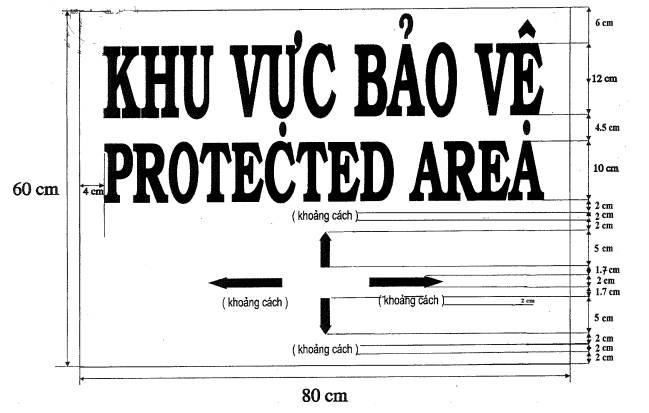 6 cm
KHU VỰC BẢO VỆ
12 cm
4.5 cm
PROTECTED AREA
10 cm
60 cm
4 cm
2 cm
( khoảng cách )
2 cm
2 cm
5 cm
1.7 cm
2 cm
( khoảng cách )
( khoảng cách )
1.7 cm
2 cm
5 cm
2 cm
( khoảng cách )
2 cm
2 cm
80 cm